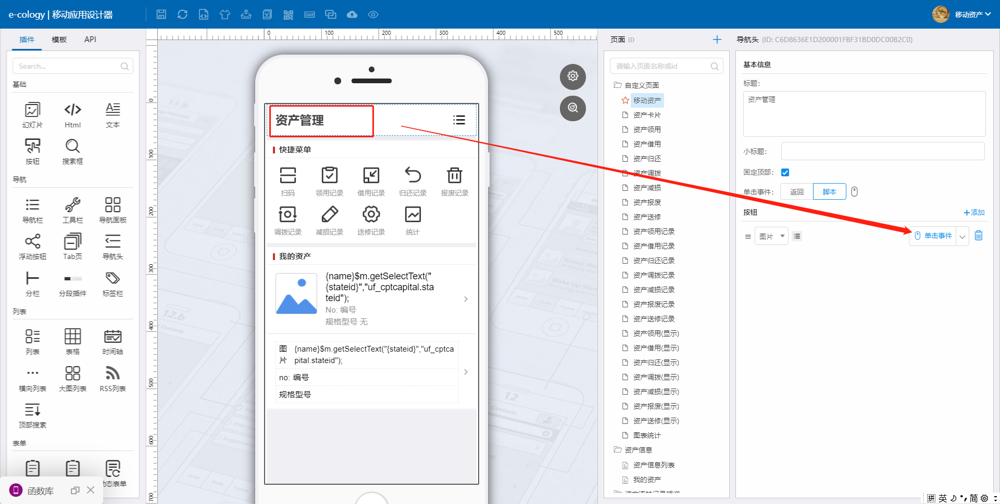 e-cology | 移动应用设计器
移动资产
插件
模板
API
Search...
基础
幻灯片
Html
文本
按钮
搜索框
导航
导航栏
工具栏
导航面板
浮动按钮
Tab页
导航头
分栏
分段插件
标签栏
列表
列表
表格
时间轴
横向列表
大图列表
RSS列表
顶部搜索
表单
动态表单
函数库
0
100
200
300
400
500
0
100
200
300
400
500
600
700
资产管理
快捷菜单
扫码
领用记录
借用记录
归还记录
报废记录
调拨记录
减损记录
送修记录
统计
我的资产
{name}$m.getSelectText("
{stateid}","uf_cptcapital.sta
teid");
No: 编号
规格型号 无
图片
{name}$m.getSelectText("{stateid}","uf_cptca
pital.stateid");
no: 编号
规格型号
页面 ID
请输入页面名称或id
自定义页面
移动资产
资产卡片
资产领用
资产借用
资产归还
资产调拨
资产减损
资产报废
资产送修
资产领用记录
资产借用记录
资产归还记录
资产调拨记录
资产减损记录
资产报废记录
资产送修记录
资产领用(显示)
资产借用(显示)
资产归还(显示)
资产调拨(显示)
资产减损(显示)
资产报废(显示)
资产送修(显示)
图表统计
资产信息
资产信息列表
我的资产
导航头 (ID: C6D8636E1D200001FBF31BD0DC00B2C0)
基本信息
标题:
资产管理
小标题:
固定顶部:
单击事件:
返回
脚本
按钮
+添加
图片
单击事件
拼 英 简